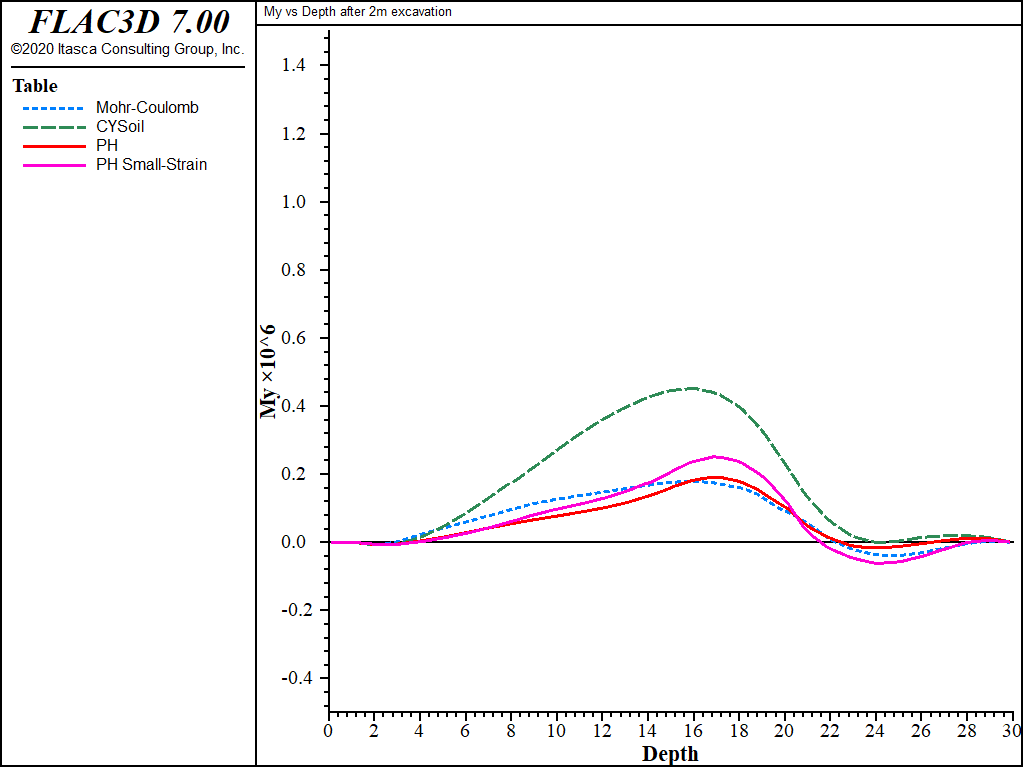 FLAC3D 7.00
©2020 Itasca Consulting Group, Inc.
Table
Mohr-Coulomb
CYSoil
PH
PH Small-Strain
My vs Depth after 2m excavation
My ×10^6
1.4
1.2
1.0
0.8
0.6
0.4
0.2
0.0
-0.2
-0.4
0 2 4 6 8 10 12 14 16 18 20 22 24 26 28 30
Depth